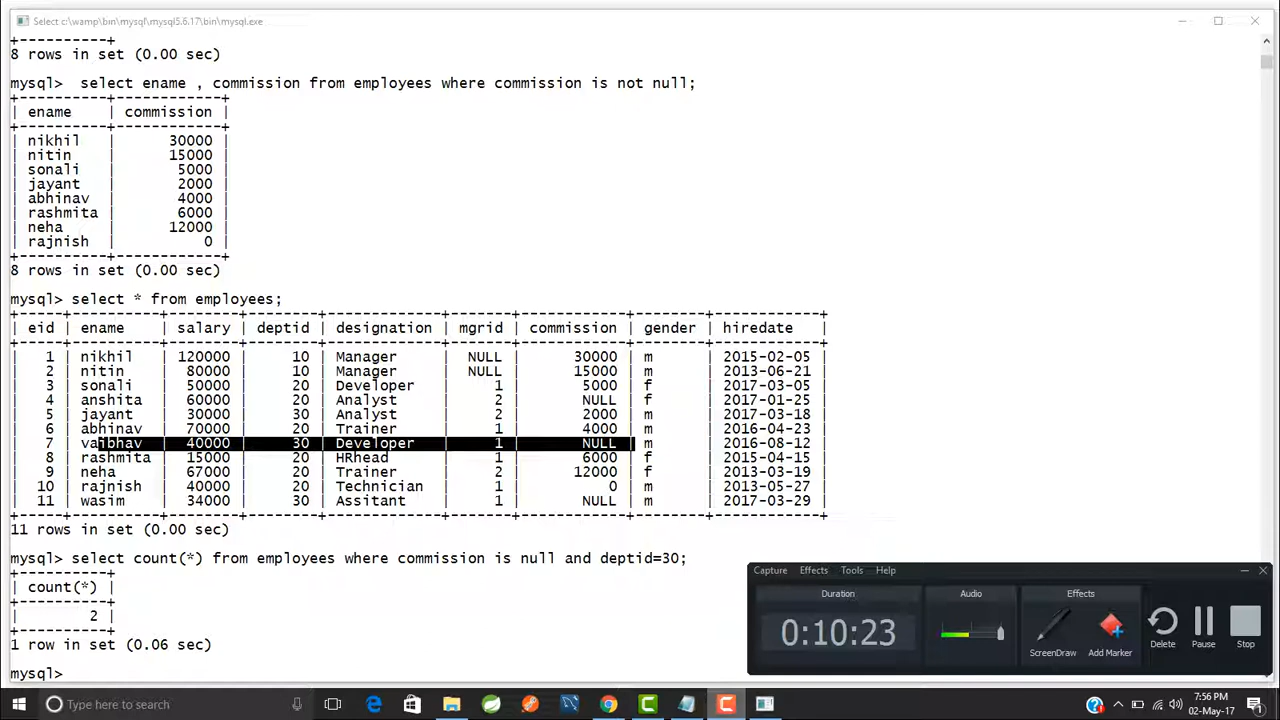 Select c:\wamp\bin\mysql\mysql5.6.17\bin\mysql.exe
+----------+
8 rows in set (0.00 sec)
mysql>  select ename , commission from employees where commission is not null;
+----------+------------+
| ename    | commission |
+----------+------------+
| nikhil   |      30000 |
| nitin    |      15000 |
| sonali   |       5000 |
| jayant   |       2000 |
| abhinav  |       4000 |
| rashmita |       6000 |
| neha     |      12000 |
| rajnish  |          0 |
+----------+------------+
8 rows in set (0.00 sec)
mysql> select * from employees;
+-----+----------+--------+--------+-------------+-------+------------+--------+------------+
| eid | ename    | salary | deptid | designation | mgrid | commission | gender | hiredate   |
+-----+----------+--------+--------+-------------+-------+------------+--------+------------+
|   1 | nikhil   | 120000 |     10 | Manager     |  NULL |      30000 | m      | 2015-02-05 |
|   2 | nitin    |  80000 |     10 | Manager     |  NULL |      15000 | m      | 2013-06-21 |
|   3 | sonali   |  50000 |     20 | Developer   |     1 |       5000 | f      | 2017-03-05 |
|   4 | anshita  |  60000 |     20 | Analyst     |     2 |       NULL | f      | 2017-01-25 |
|   5 | jayant   |  30000 |     30 | Analyst     |     2 |       2000 | m      | 2017-03-18 |
|   6 | abhinav  |  70000 |     20 | Trainer     |     1 |       4000 | m      | 2016-04-23 |
|   7 | vaibhav  |  40000 |     30 | Developer   |     1 |       NULL | m      | 2016-08-12 |
|   8 | rashmita |  15000 |     20 | HRhead      |     1 |       6000 | f      | 2015-04-15 |
|   9 | neha     |  67000 |     20 | Trainer     |     2 |      12000 | f      | 2013-03-19 |
|  10 | rajnish  |  40000 |     20 | Technician  |     1 |          0 | m      | 2013-05-27 |
|  11 | wasim    |  34000 |     30 | Assitant    |     1 |       NULL | m      | 2017-03-29 |
+-----+----------+--------+--------+-------------+-------+------------+--------+------------+
11 rows in set (0.00 sec)
mysql> select count(*) from employees where commission is null and deptid=30;
+----------+
| count(*) |
+----------+
|        2 |
+----------+
1 row in set (0.06 sec)
mysql>
Capture Effects Tools Help
Duration Audio Effects
0:10:23
ScreenDraw Add Marker Delete Pause Stop
Type here to search
7:56 PM
02-May-17